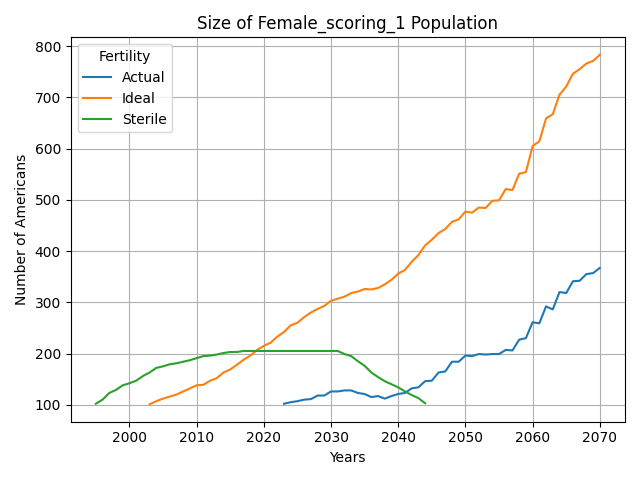 Size of Female_scoring_1 Population
Fertility
Actual
Ideal
Sterile
800
700
600
500
400
300
200
100
Number of Americans
2000 2010 2020 2030 2040 2050 2060 2070
Years